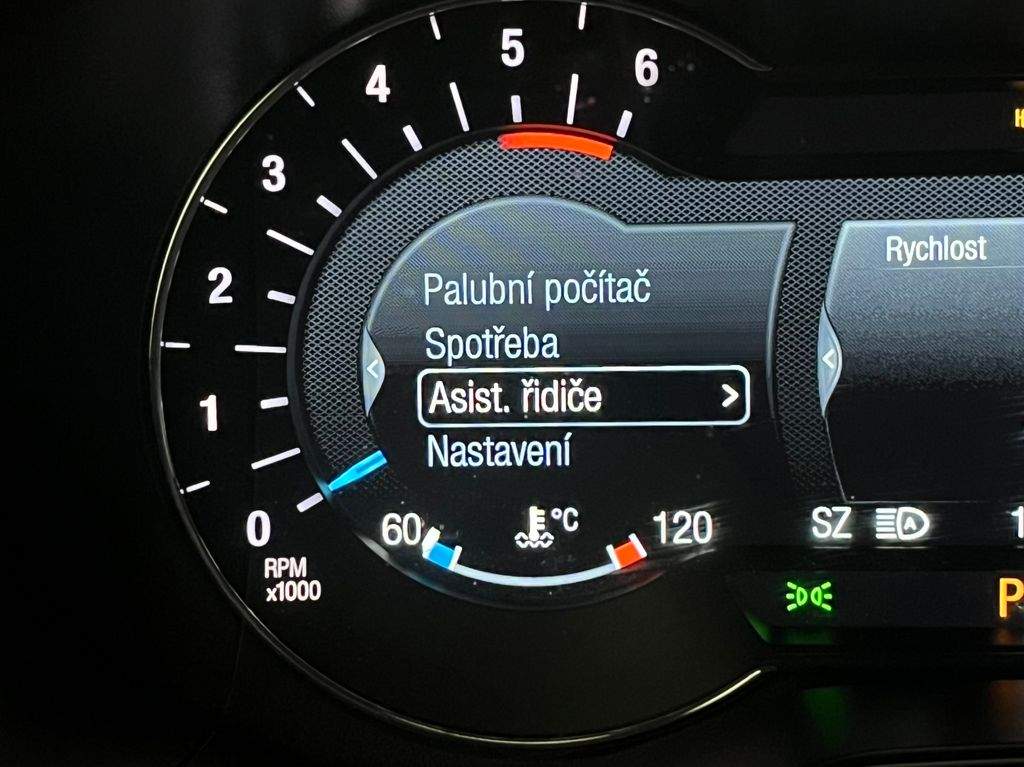 6
5
4
3
2
1
0
RPM
x1000
Palubní počítač
Spotřeba
Asist. řidiče >
Nastavení
60 °C 120
Rychlost
SZ
P